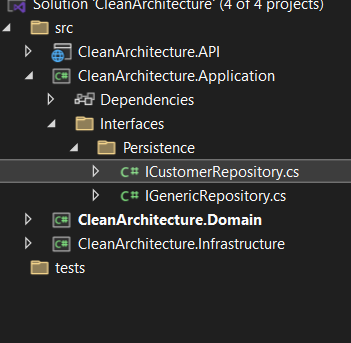 Solution 'CleanArchitecture' (4 of 4 projects)
src
CleanArchitecture.API
CleanArchitecture.Application
Dependencies
Interfaces
Persistence
ICustomerRepository.cs
IGenericRepository.cs
CleanArchitecture.Domain
CleanArchitecture.Infrastructure
tests